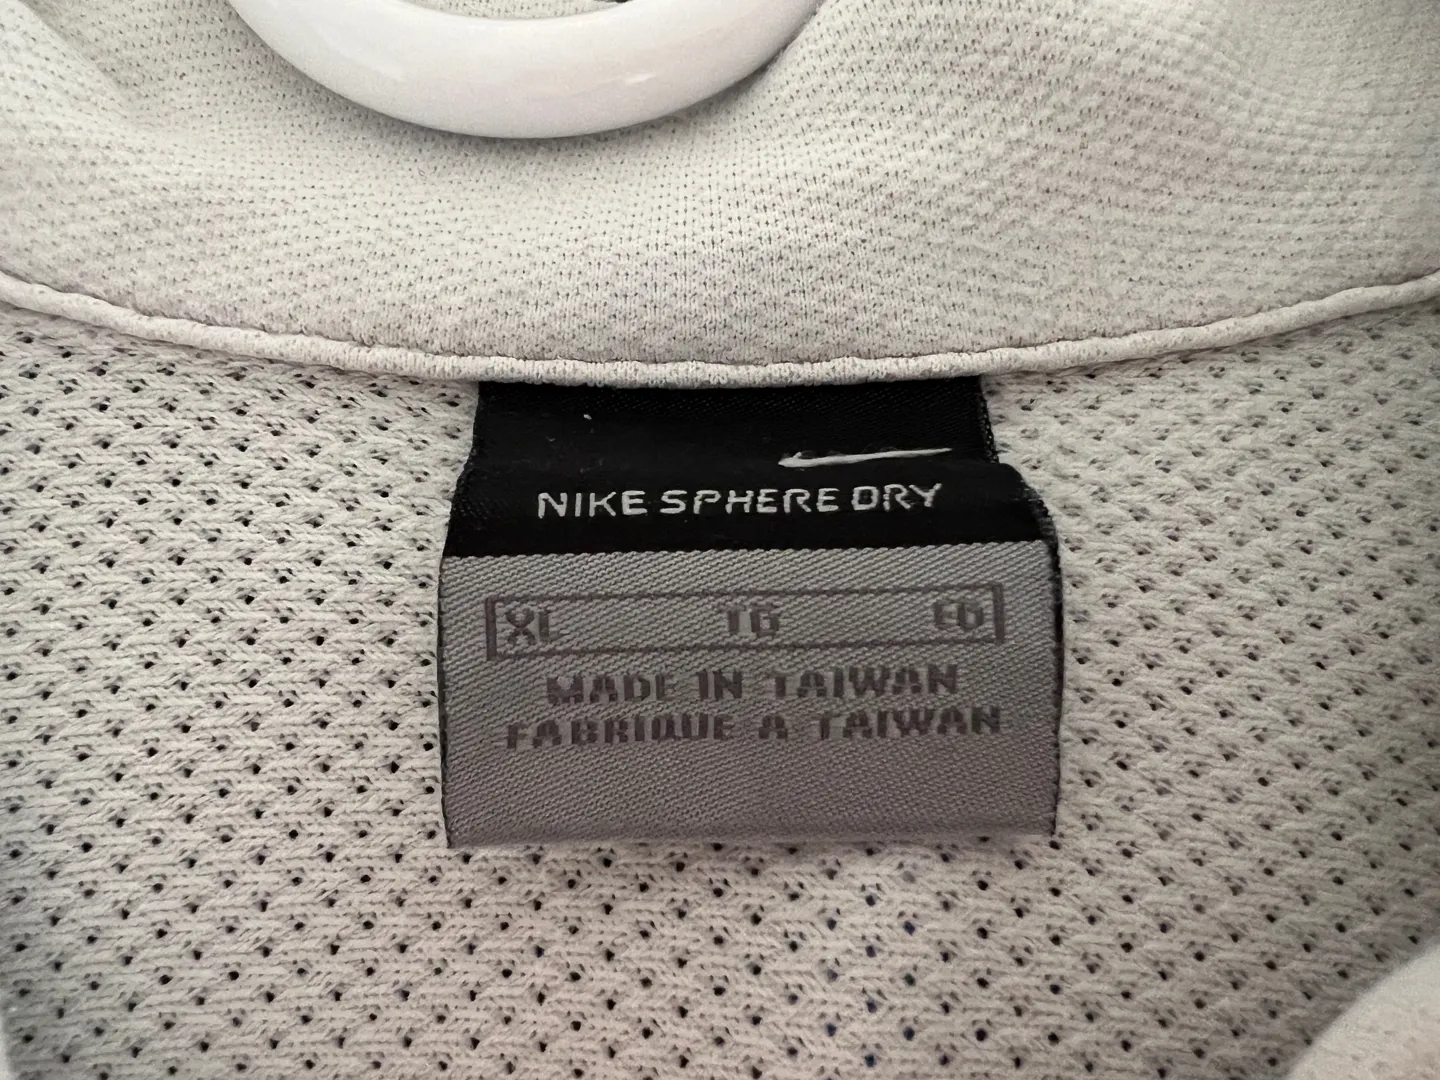 NIKE SPHERE DRY
XL TG EG
MADE IN TAIWAN
FABRIQUE A TAIWAN